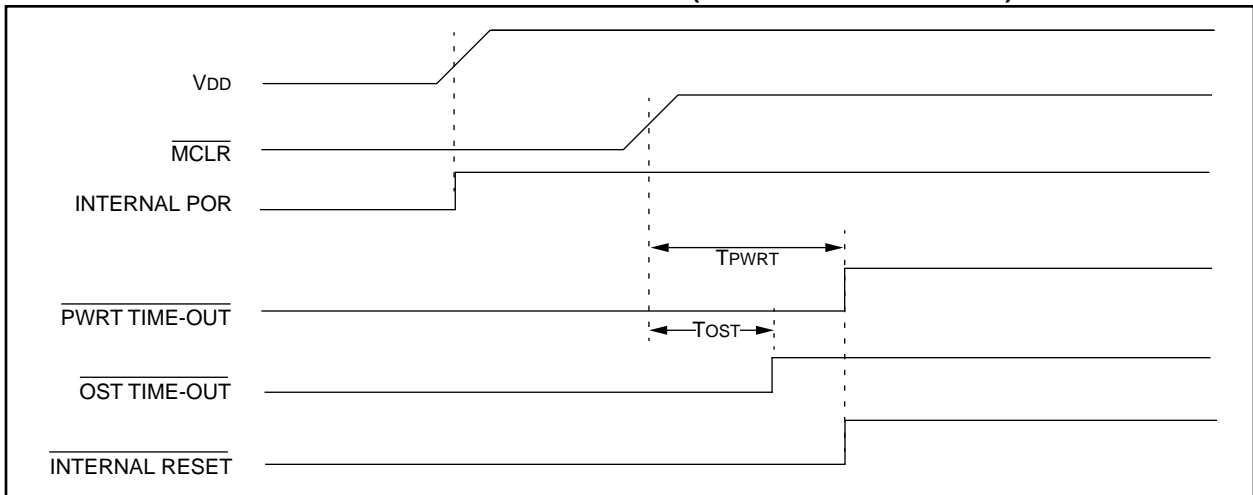 VDD
MCLR
INTERNAL POR
TPWRT
PWRT TIME-OUT
TOST
OST TIME-OUT
INTERNAL RESET